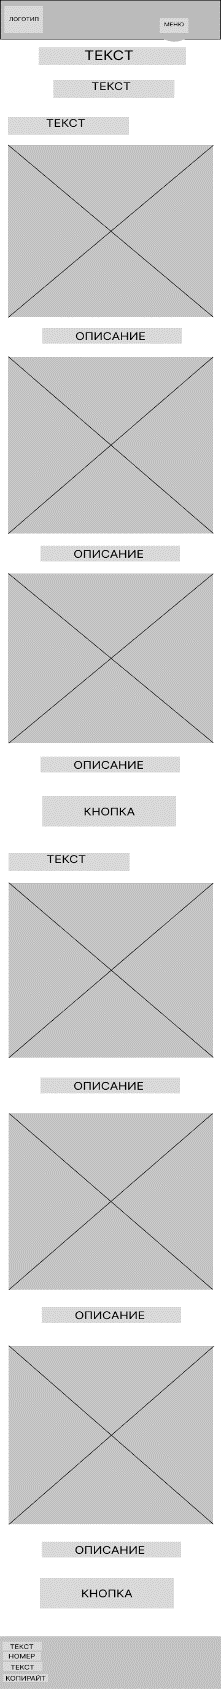 ЛОГОТИП
МЕНЮ
ТЕКСТ
ТЕКСТ
ТЕКСТ
ОПИСАНИЕ
ОПИСАНИЕ
ОПИСАНИЕ
КНОПКА
ТЕКСТ
ОПИСАНИЕ
ОПИСАНИЕ
ОПИСАНИЕ
КНОПКА
ТЕКСТ
НОМЕР
ТЕКСТ
КОПИРАЙТ